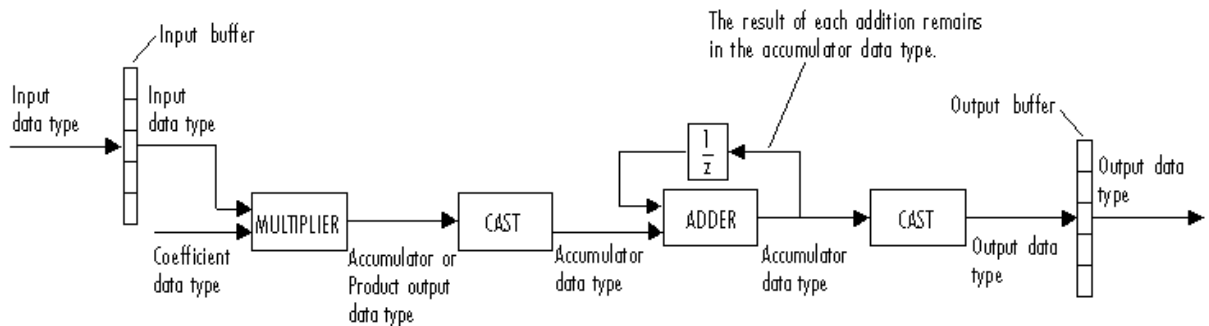 Input buffer
The result of each addition remains
in the accumulator data type.
Input
data type
Input
data type
Output buffer
1
z
Output data
type
MULTIPLIER
CAST
ADDER
CAST
Coefficient
data type
Accumulator or
Product output
data type
Accumulator
data type
Accumulator
data type
Output data
type